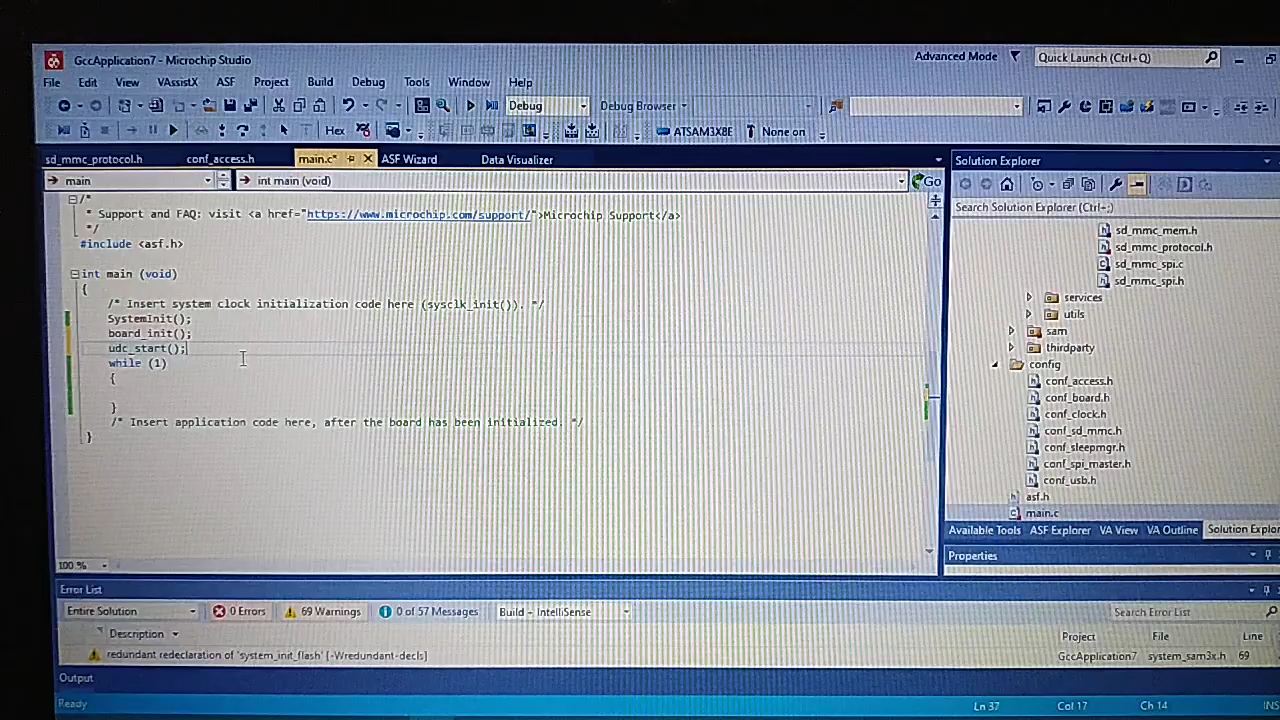 GccApplication7 - Microchip Studio
Advanced Mode
Quick Launch (Ctrl+Q)
File Edit View VAssistX ASF Project Build Debug Tools Window Help
Debug
Debug Browser
Hex
ATSAM3X8E
None on
sd_mmc_protocol.h conf_access.h main.c* ASF Wizard Data Visualizer
main
int main (void)
Go
/*
* Support and FAQ: visit <a href="https://www.microchip.com/support/">Microchip Support</a>
*/
#include <asf.h>
int main (void)
{
/* Insert system clock initialization code here (sysclk_init()). */
SystemInit();
board_init();
udc_start();
while (1)
{
}
/* Insert application code here, after the board has been initialized. */
}
100 %
Solution Explorer
Search Solution Explorer (Ctrl+;)
sd_mmc_mem.h
sd_mmc_protocol.h
sd_mmc_spi.c
sd_mmc_spi.h
services
utils
sam
thirdparty
config
conf_access.h
conf_board.h
conf_clock.h
conf_sd_mmc.h
conf_sleepmgr.h
conf_spi_master.h
conf_usb.h
asf.h
main.c
Available Tools ASF Explorer VA View VA Outline Solution Explor
Properties
Error List
Entire Solution
0 Errors
69 Warnings
0 of 57 Messages
Build + IntelliSense
Search Error List
Description Project File Line
redundant redeclaration of 'system_init_flash' [-Wredundant-decls] GccApplication7 system_sam3x.h 69
Output
Ready Ln 37 Col 17 Ch 14 INS